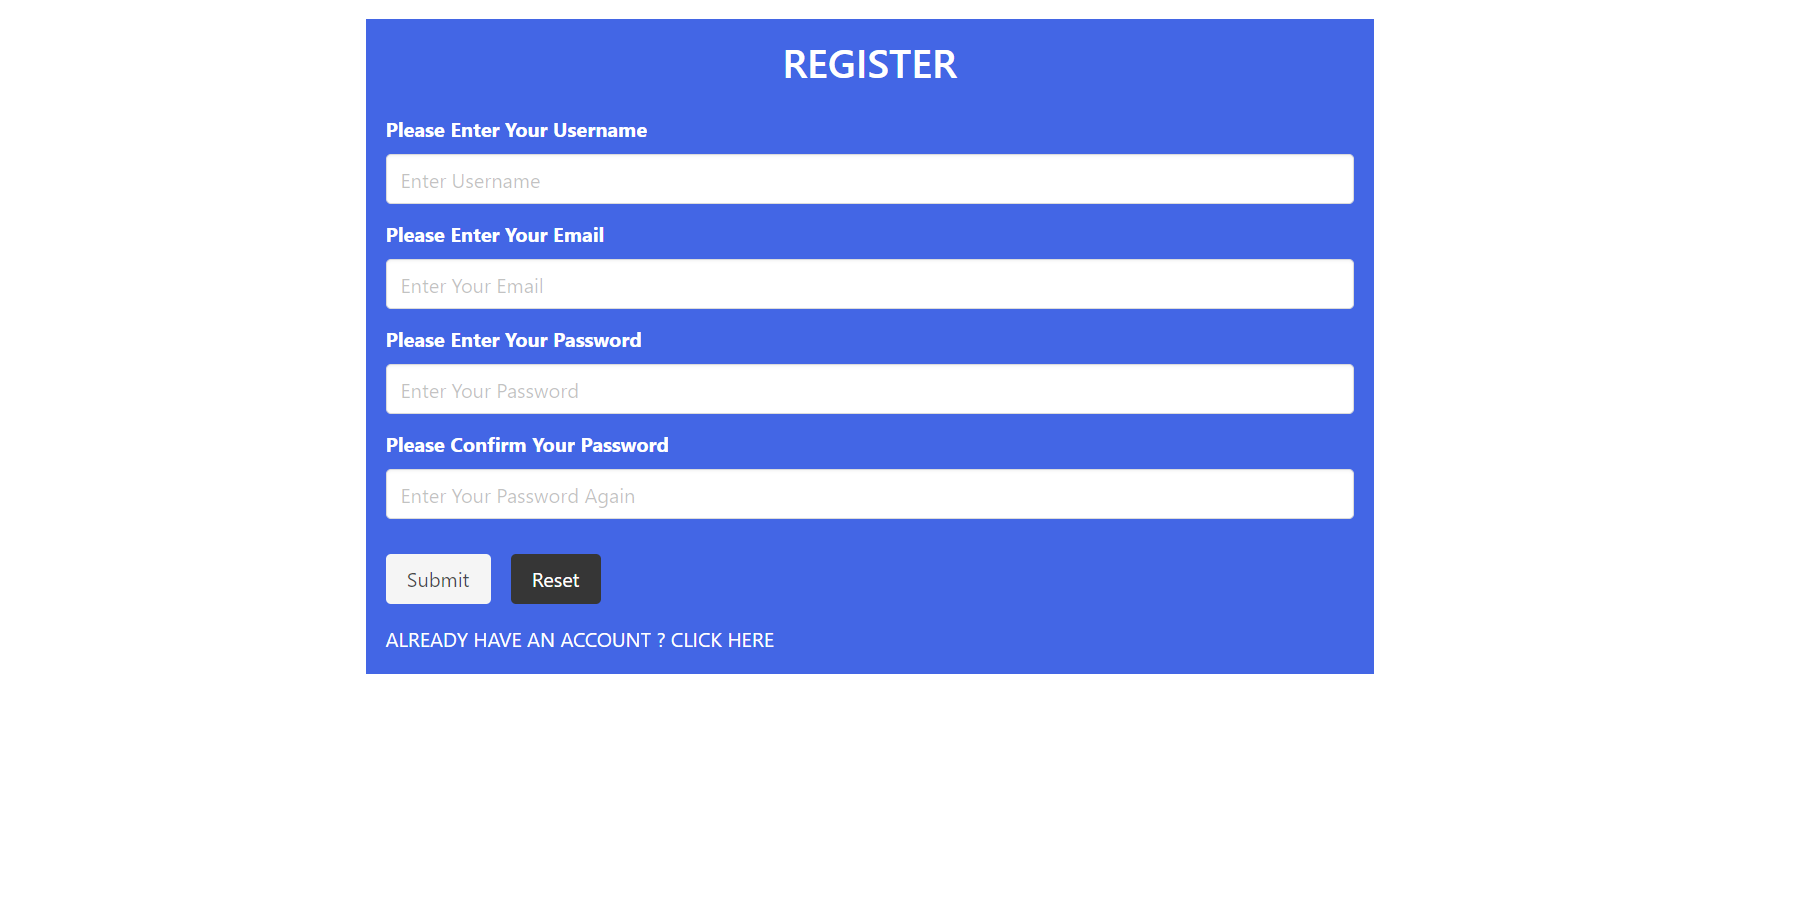 REGISTER
Please Enter Your Username
Enter Username
Please Enter Your Email
Enter Your Email
Please Enter Your Password
Enter Your Password
Please Confirm Your Password
Enter Your Password Again
Submit Reset
ALREADY HAVE AN ACCOUNT ? CLICK HERE